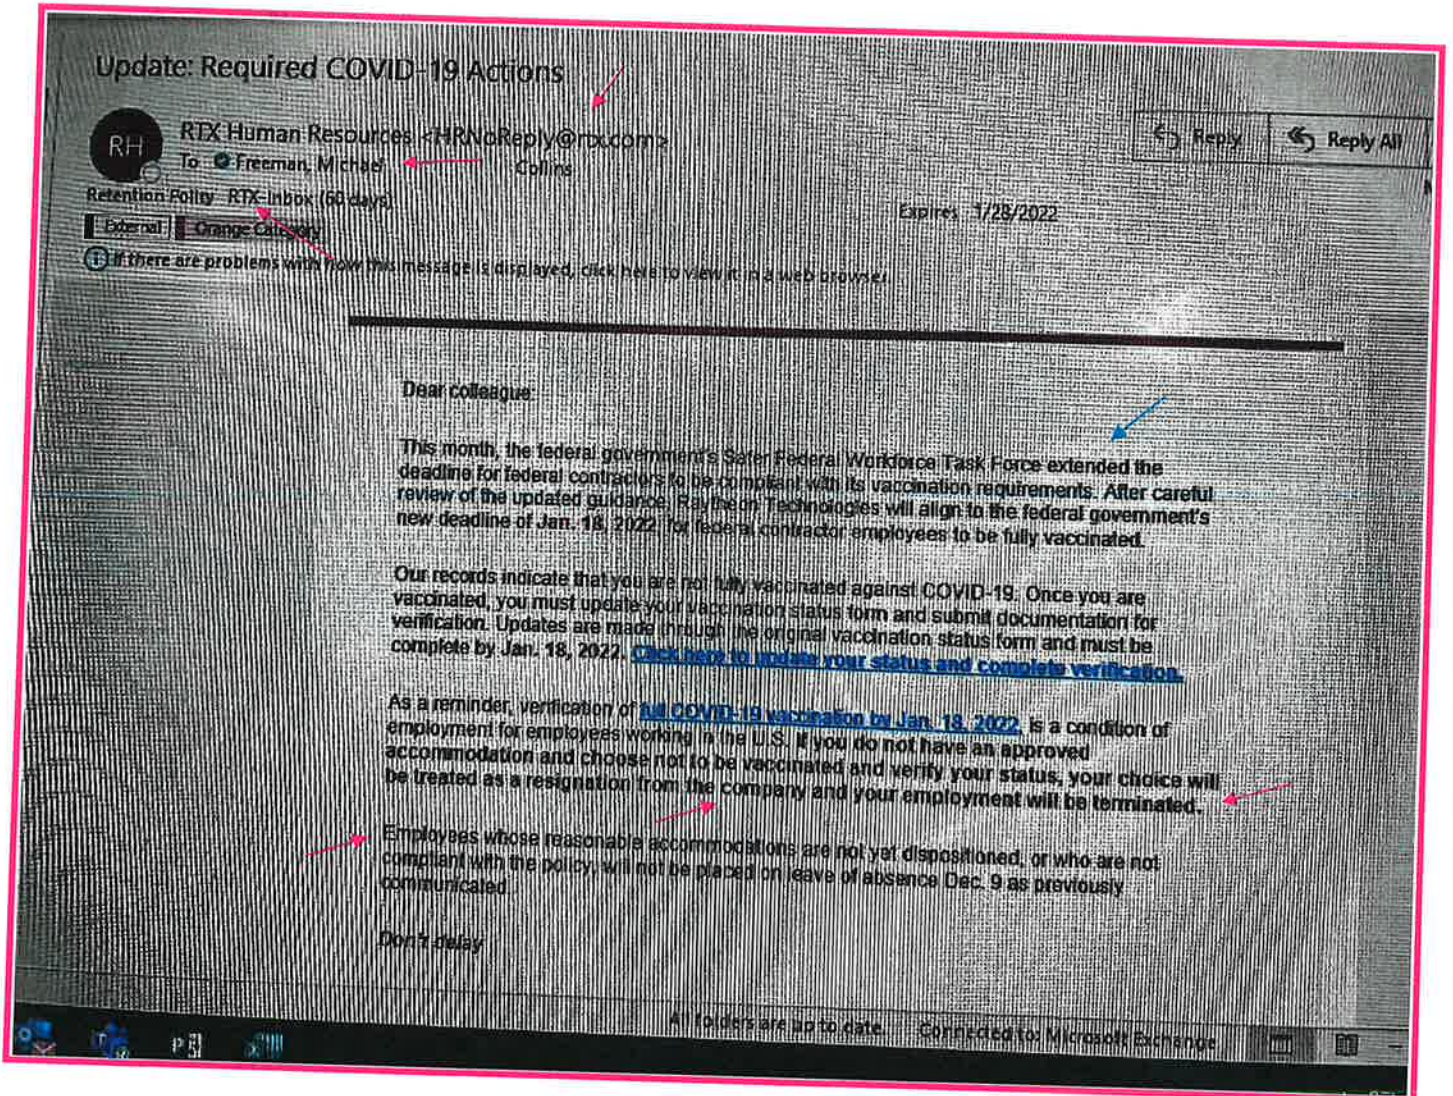 Update: Required COVID-19 Actions
RH
RTX Human Resources <HRNoReply@rtx.com>
To Freeman, Michael
Collins
Reply
Reply All
Retention Policy RTX-Inbox (60 days)
Expires 1/28/2022
External Orange Category
If there are problems with how this message is displayed, click here to view it in a web browser.
Dear colleague:
This month, the federal government's Safer Federal Workforce Task Force extended the
deadline for federal contractors to be compliant with its vaccination requirements. After careful
review of the updated guidance, Raytheon Technologies will align to the federal government's
new deadline of Jan. 18, 2022, for federal contractor employees to be fully vaccinated.
Our records indicate that you are not fully vaccinated against COVID-19. Once you are
vaccinated, you must update your vaccination status form and submit documentation for
verification. Updates are made through the original vaccination status form and must be
complete by Jan. 18, 2022. Click here to update your status and complete verification.
As a reminder, verification of full COVID-19 vaccination by Jan. 18, 2022, is a condition of
employment for employees working in the U.S. If you do not have an approved
accommodation and choose not to be vaccinated and verify your status, your choice will
be treated as a resignation from the company and your employment will be terminated.
Employees whose reasonable accommodations are not yet dispositioned, or who are not
compliant with the policy, will not be placed on leave of absence Dec. 9 as previously
communicated.
Don't delay
All folders are up to date. Connected to: Microsoft Exchange